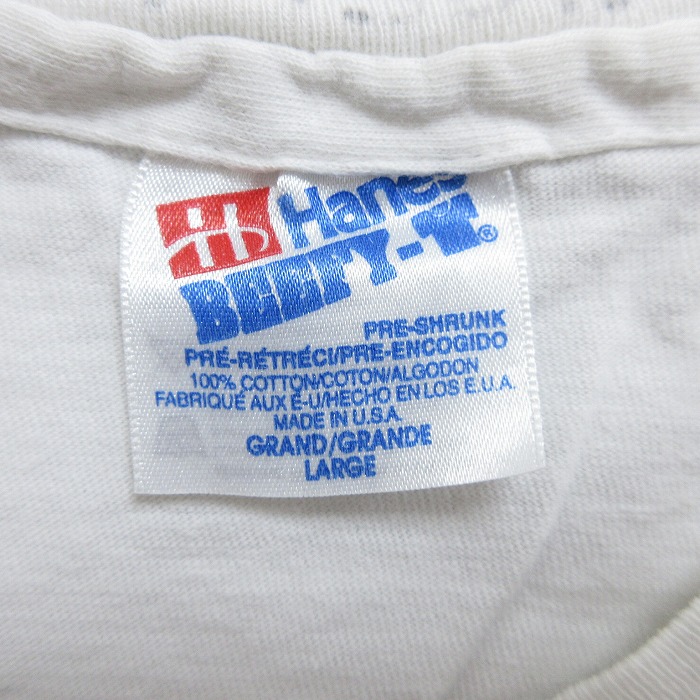 H Hanes
BEEFY-T®
PRE-SHRUNK
PRÉ-RÉTRÉCI/PRE-ENCOGIDO
100% COTTON/COTON/ALGODON
FABRIQUÉ AUX É-U/HECHO EN LOS E.U.A.
MADE IN U.S.A.
GRAND/GRANDE
LARGE